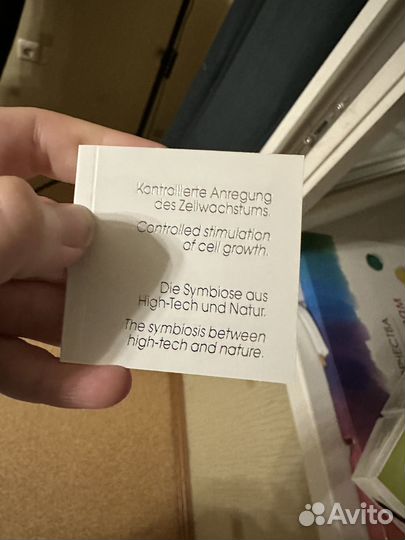 Kontrollierte Anregung
des Zellwachstums.
Controlled stimulation
of cell growth.
Die Symbiose aus
High-Tech und Natur.
The symbiosis between
high-tech and nature.
Avito